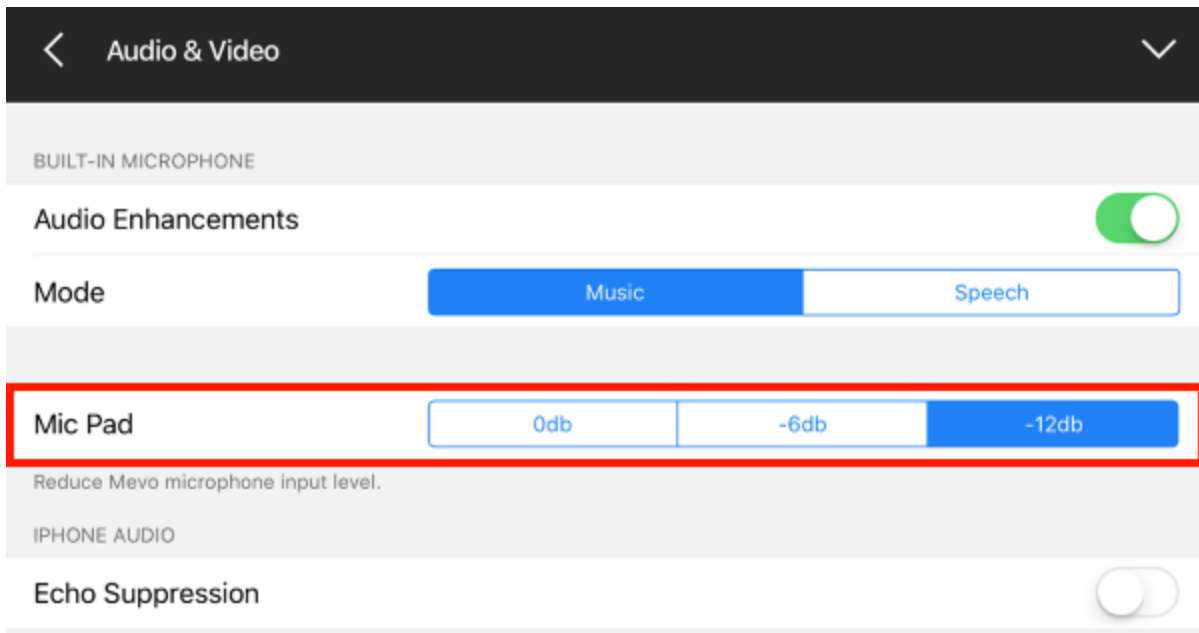 Audio & Video
BUILT-IN MICROPHONE
Audio Enhancements
Mode Music Speech
Mic Pad 0db -6db -12db
Reduce Mevo microphone input level.
IPHONE AUDIO
Echo Suppression